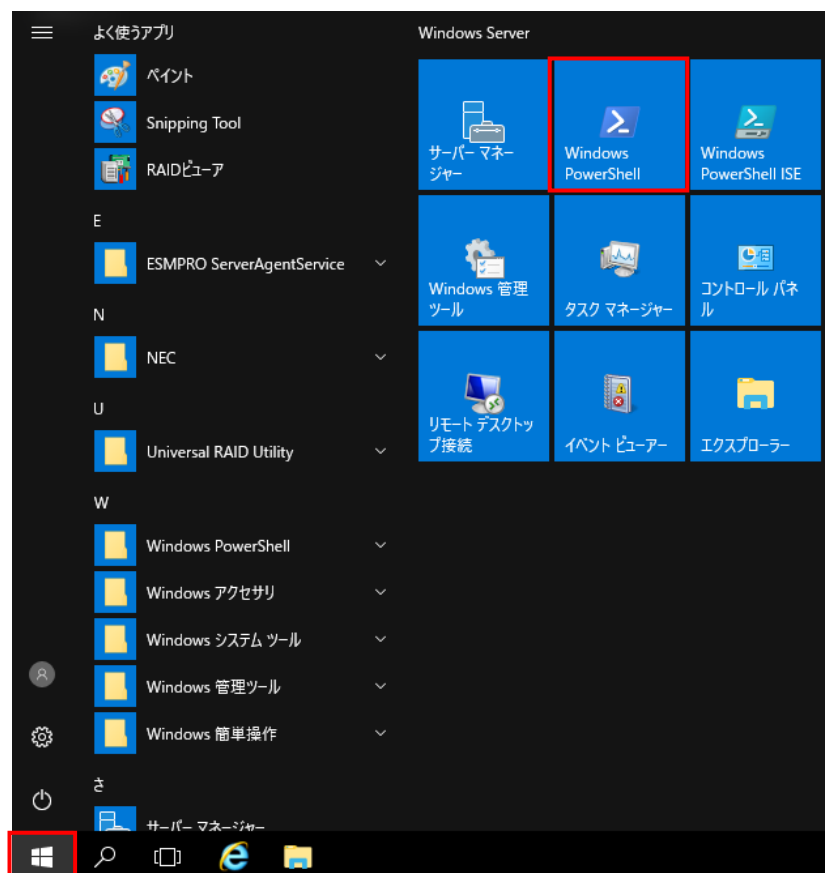 よく使うアプリ
ペイント
Snipping Tool
RAIDビューア
E
ESMPRO ServerAgentService
N
NEC
U
Universal RAID Utility
W
Windows PowerShell
Windows アクセサリ
Windows システム ツール
Windows 管理ツール
Windows 簡単操作
さ
サーバー マネージャー
Windows Server
サーバー マネー
ジャー
Windows
PowerShell
Windows
PowerShell ISE
Windows 管理
ツール
タスク マネージャー
コントロール パネ
ル
リモート デスクトッ
プ接続
イベント ビューアー
エクスプローラー